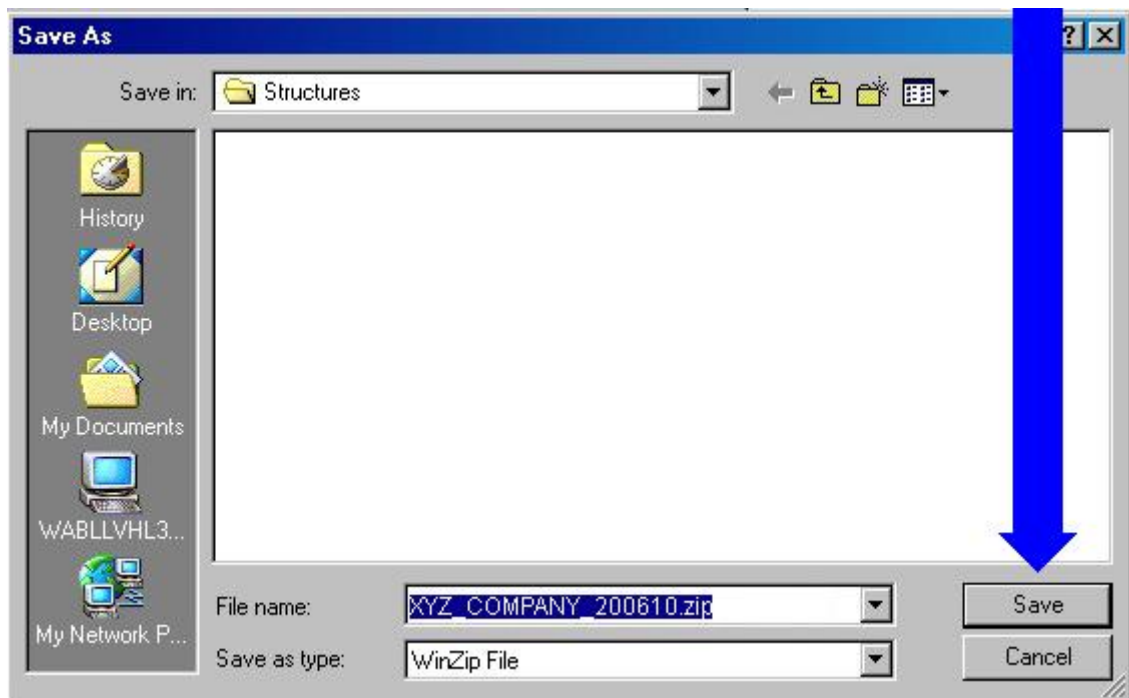 Save As
?
Save in: Structures
History
Desktop
My Documents
WABLLVHL3...
My Network P...
File name: XYZ_COMPANY_200610.zip
Save
Save as type: WinZip File
Cancel